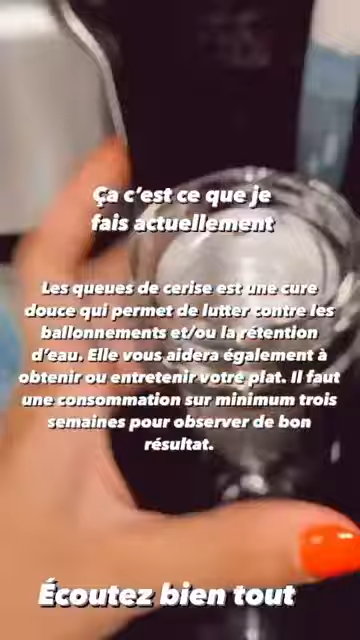 Ça c'est ce que je
fais actuellement
Les queues de cerise est une cure
douce qui permet de lutter contre les
ballonnements et/ou la rétention
d'eau. Elle vous aidera également à
obtenir ou entretenir votre plat. Il faut
une consommation sur minimum trois
semaines pour observer de bon
résultat.
Écoutez bien tout